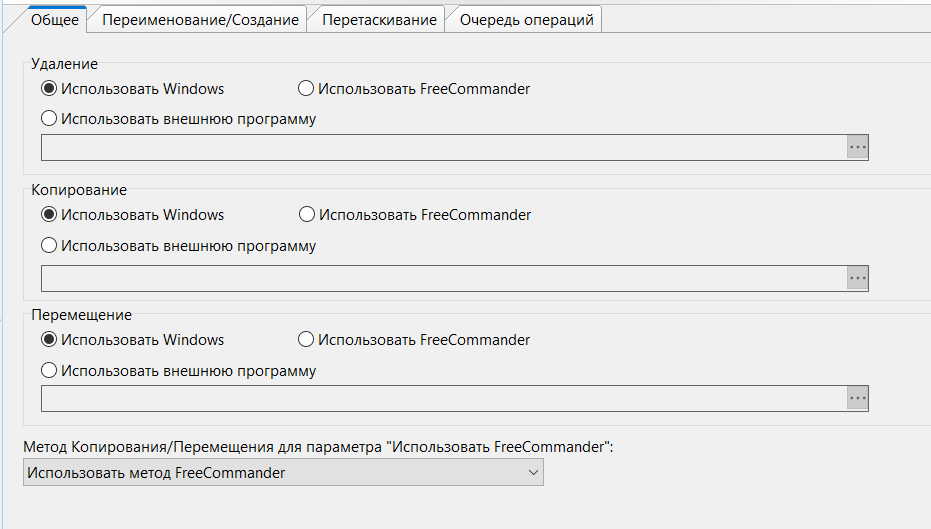 Общее Переименование/Создание Перетаскивание Очередь операций
Удаление
Использовать Windows Использовать FreeCommander
Использовать внешнюю программу
...
Копирование
Использовать Windows Использовать FreeCommander
Использовать внешнюю программу
...
Перемещение
Использовать Windows Использовать FreeCommander
Использовать внешнюю программу
...
Метод Копирования/Перемещения для параметра "Использовать FreeCommander":
Использовать метод FreeCommander